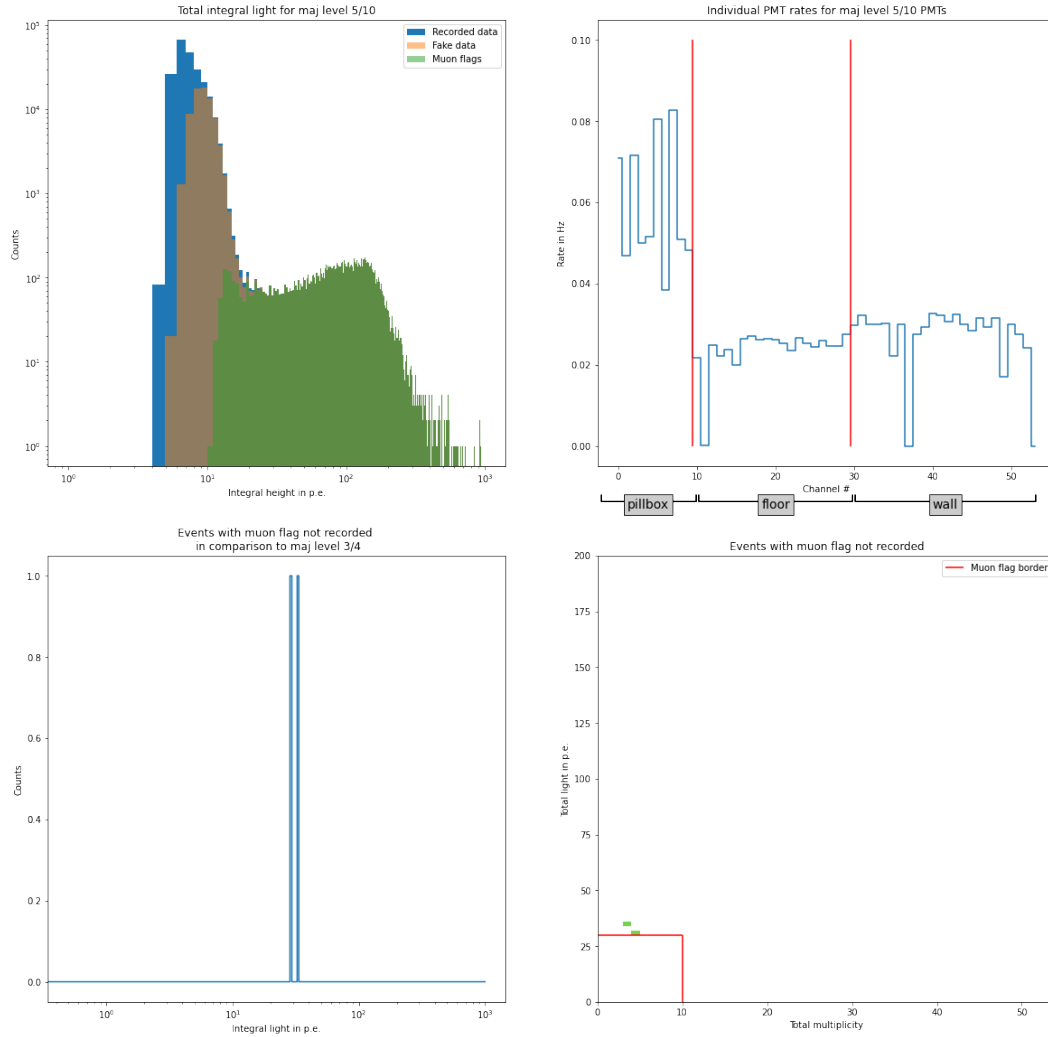 Total integral light for maj level 5/10
10⁵
10⁴
10³
10²
10¹
10⁰
Counts
Recorded data
Fake data
Muon flags
10⁰ 10¹ 10² 10³
Integral height in p.e.
Individual PMT rates for maj level 5/10 PMTs
0.10
0.08
0.06
0.04
0.02
0.00
Rate in Hz
0 10 20 30 40 50
Channel #
pillbox floor wall
Events with muon flag not recorded
in comparison to maj level 3/4
1.0
0.8
0.6
0.4
0.2
0.0
Counts
10⁰ 10¹ 10² 10³
Integral light in p.e.
Events with muon flag not recorded
200
175
150
125
100
75
50
25
0
Total light in p.e.
Muon flag border
0 10 20 30 40 50
Total multiplicity